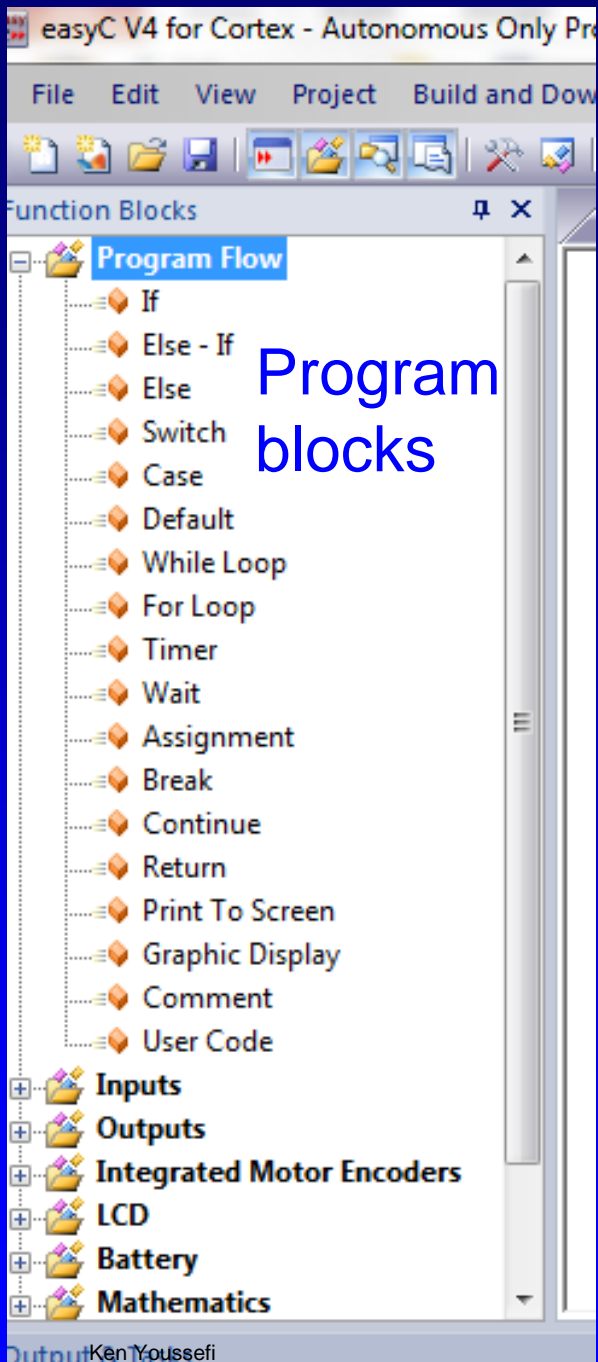 easyC V4 for Cortex - Autonomous Only Pr
File Edit View Project Build and Dow
Function Blocks
Program Flow
If
Else - If
Else
Switch
Case
Default
While Loop
For Loop
Timer
Wait
Assignment
Break
Continue
Return
Print To Screen
Graphic Display
Comment
User Code
Program
blocks
Inputs
Outputs
Integrated Motor Encoders
LCD
Battery
Mathematics
Output
Ken Youssefi